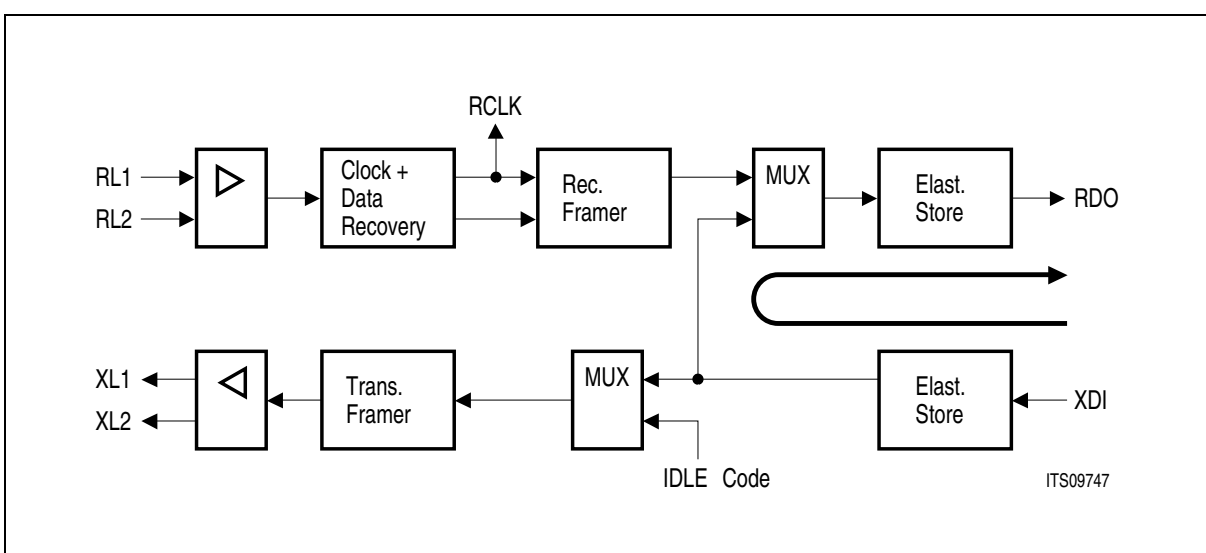 RCLK
RL1
RL2
Clock +
Data
Recovery
Rec.
Framer
MUX
Elast.
Store
RDO
XL1
XL2
Trans.
Framer
MUX
Elast.
Store
XDI
IDLE Code
ITS09747